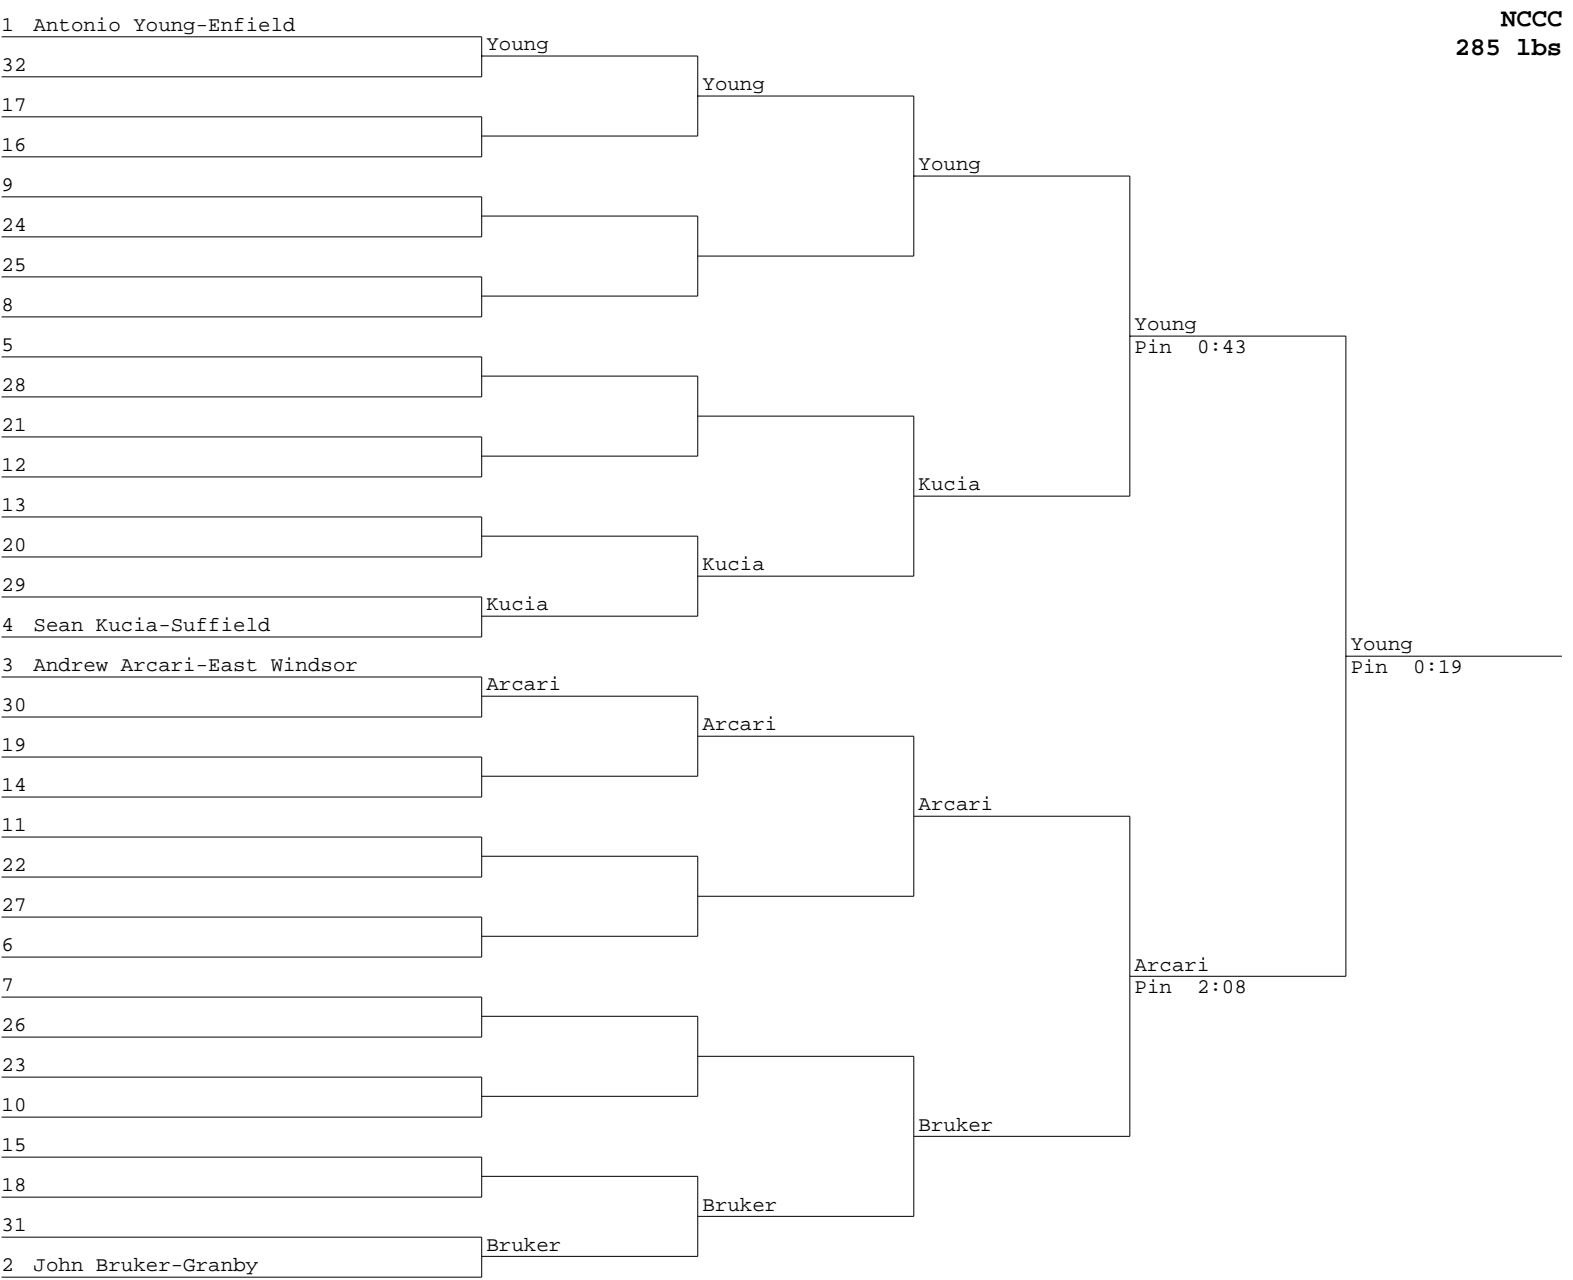 NCCC
285 lbs
1 Antonio Young-Enfield
Young
32
Young
17
16
Young
9
24
25
8
Young
Pin 0:43
5
28
21
12
Kucia
13
20
Kucia
29
Kucia
4 Sean Kucia-Suffield
Young
Pin 0:19
3 Andrew Arcari-East Windsor
Arcari
30
Arcari
19
14
Arcari
11
22
27
6
Arcari
Pin 2:08
7
26
23
10
Bruker
15
18
Bruker
31
Bruker
2 John Bruker-Granby